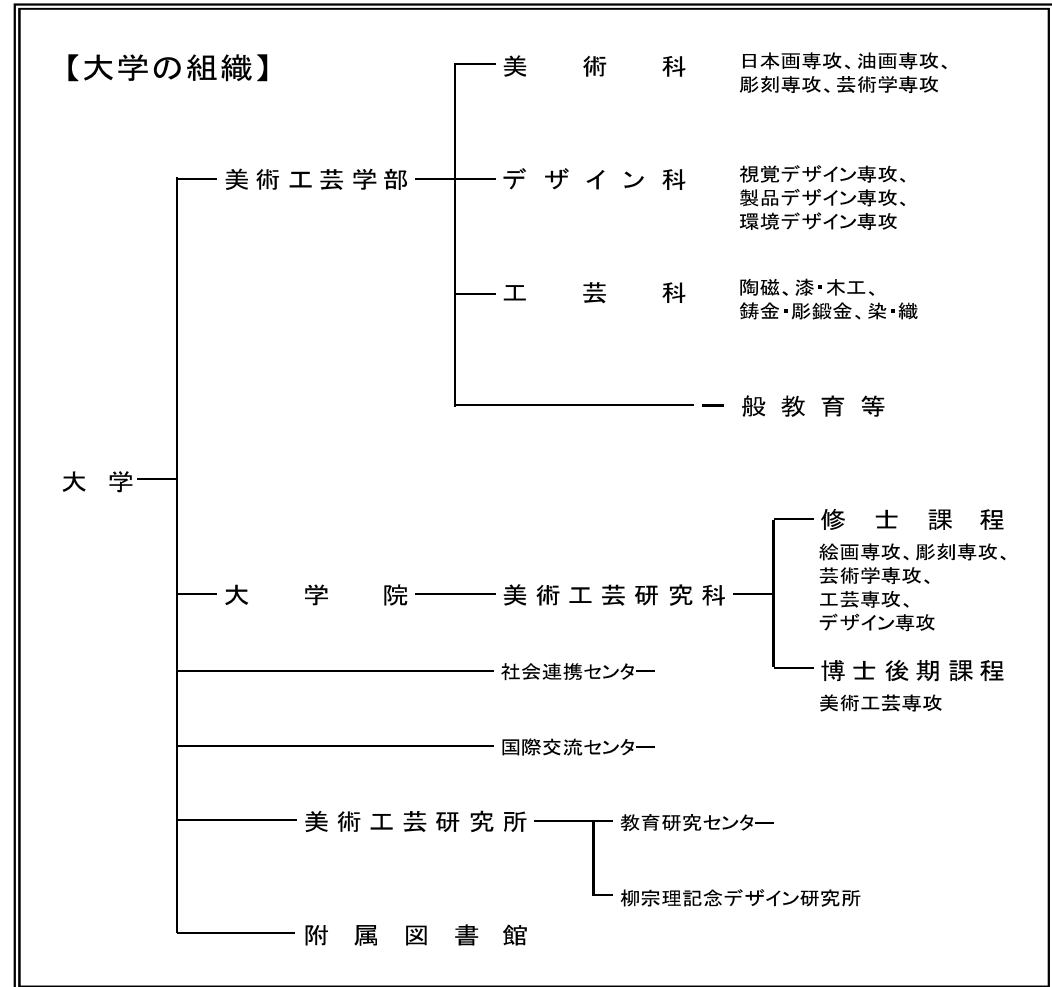 【大学の組織】
美術科
日本画専攻、油画専攻、
彫刻専攻、芸術学専攻
美術工芸学部
デザイン科
視覚デザイン専攻、
製品デザイン専攻、
環境デザイン専攻
工芸科
陶磁、漆・木工、
鋳金・彫鍛金、染・織
一般教育等
大学
大学院
美術工芸研究科
修士課程
絵画専攻、彫刻専攻、
芸術学専攻、
工芸専攻、
デザイン専攻
博士後期課程
美術工芸専攻
社会連携センター
国際交流センター
美術工芸研究所
教育研究センター
柳宗理記念デザイン研究所
附属図書館